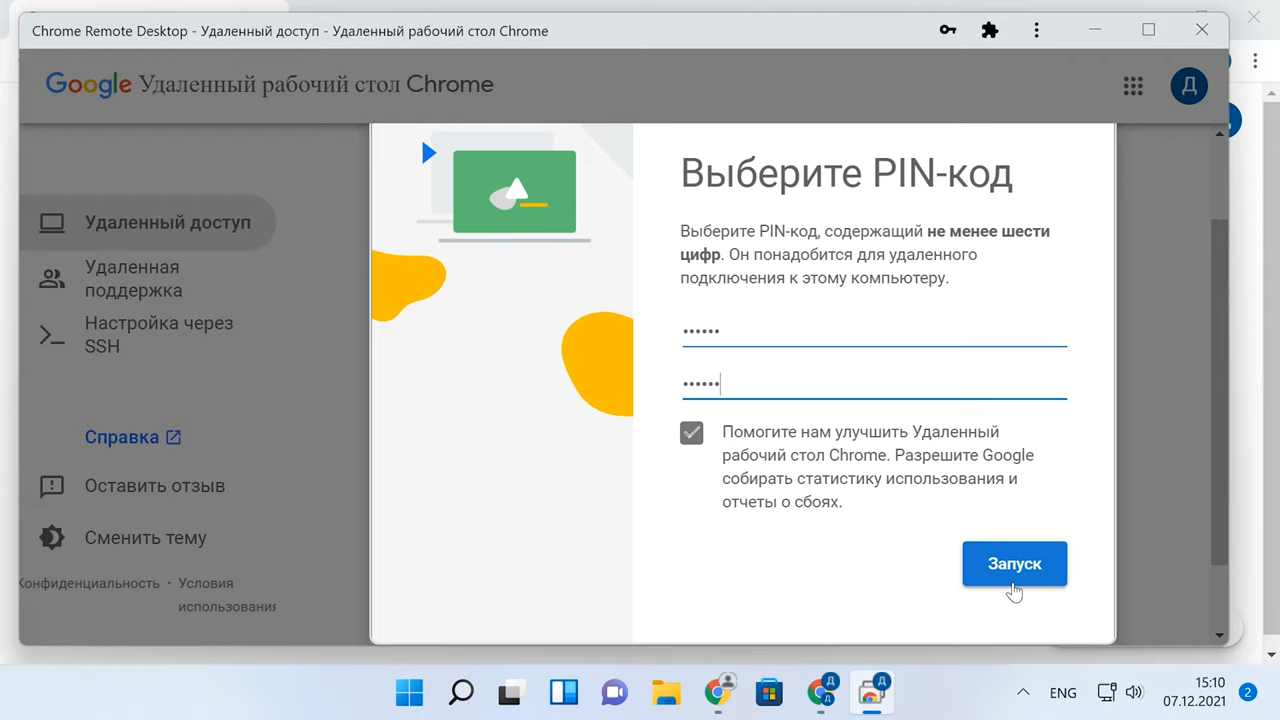 Chrome Remote Desktop - Удаленный доступ - Удаленный рабочий стол Chrome
Google Удаленный рабочий стол Chrome
Д
Удаленный доступ
Удаленная
поддержка
Настройка через
SSH
Справка
Оставить отзыв
Сменить тему
Конфиденциальность · Условия
использования
Выберите PIN-код
Выберите PIN-код, содержащий не менее шести
цифр. Он понадобится для удаленного
подключения к этому компьютеру.
••••••
••••••
Помогите нам улучшить Удаленный
рабочий стол Chrome. Разрешите Google
собирать статистику использования и
отчеты о сбоях.
Запуск
Д
Д
Д
ENG
15:10
07.12.2021
2